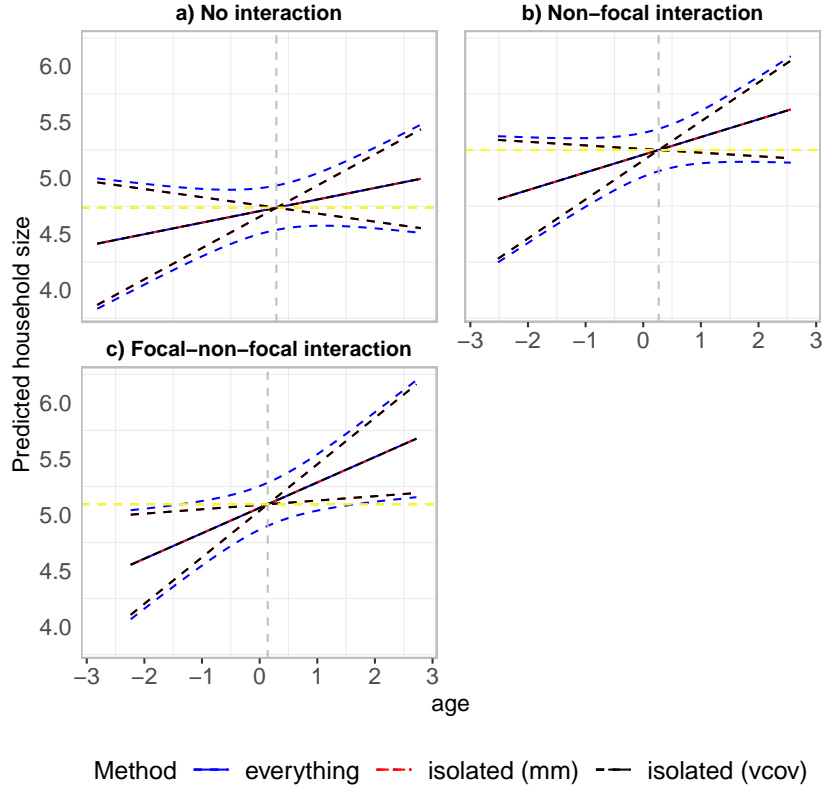 a) No interaction
b) Non−focal interaction
6.0
5.5
5.0
4.5
4.0
−3 −2 −1 0 1 2 3
c) Focal−non−focal interaction
6.0
5.5
5.0
4.5
4.0
−3 −2 −1 0 1 2 3
Predicted household size
age
Method everything isolated (mm) isolated (vcov)